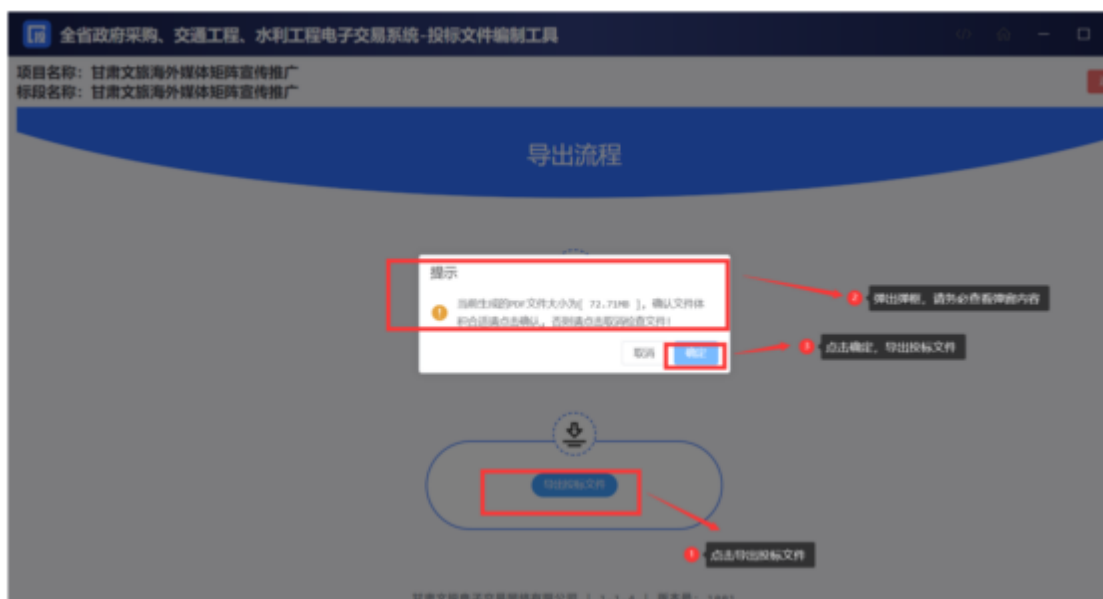 投 全省政府采购、交通工程、水利工程电子交易系统-投标文件编制工具
项目名称：甘肃文旅海外媒体矩阵宣传推广
标段名称：甘肃文旅海外媒体矩阵宣传推广
导出流程
提示
当前生成的PDF文件大小为[ 72.71MB ]，确认文件体
积合适请点击确认，否则请点击取消检查文件！
取消 确定
2 弹出弹框，请务必查看弹窗内容
3 点击确定，导出投标文件
导出投标文件
1 点击导出投标文件